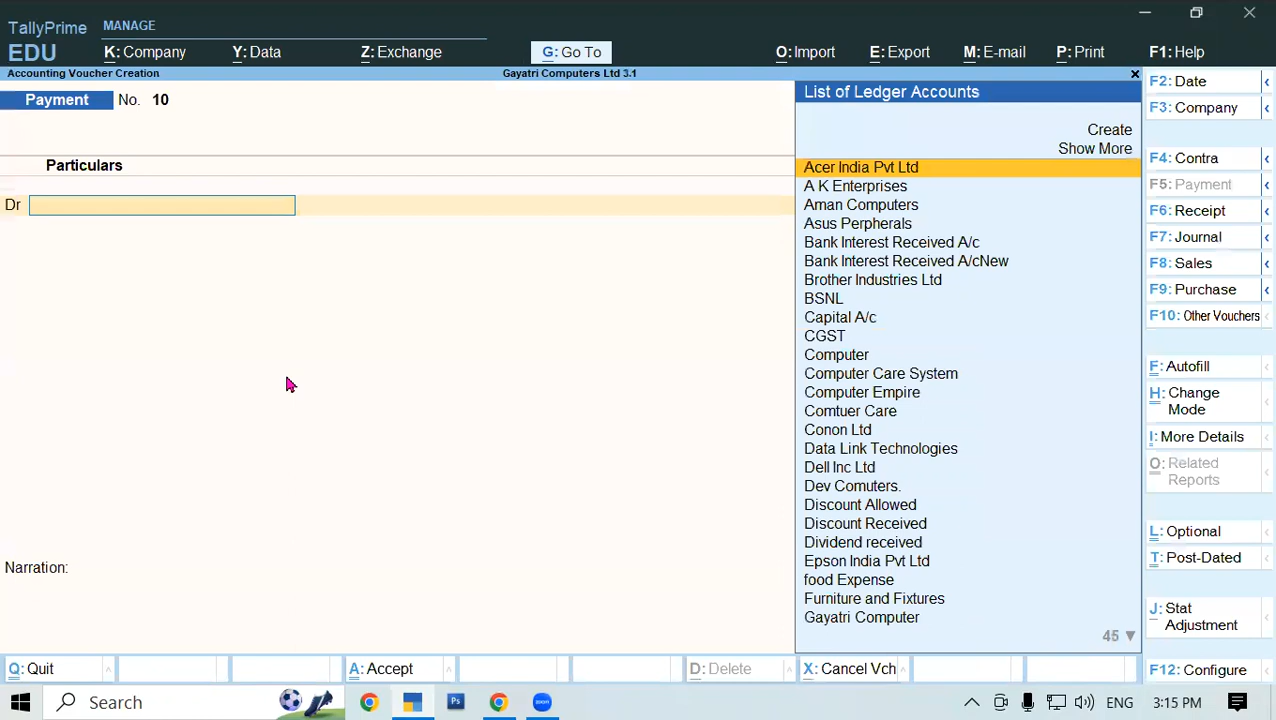 TallyPrime MANAGE
EDU K: Company Y: Data Z: Exchange G: Go To O: Import E: Export M: E-mail P: Print F1: Help
Accounting Voucher Creation Gayatri Computers Ltd 3.1
Payment No. 10
Particulars
Dr
Narration:
List of Ledger Accounts
Create
Show More
Acer India Pvt Ltd
A K Enterprises
Aman Computers
Asus Perpherals
Bank Interest Received A/c
Bank Interest Received A/cNew
Brother Industries Ltd
BSNL
Capital A/c
CGST
Computer
Computer Care System
Computer Empire
Comtuer Care
Conon Ltd
Data Link Technologies
Dell Inc Ltd
Dev Comuters.
Discount Allowed
Discount Received
Dividend received
Epson India Pvt Ltd
food Expense
Furniture and Fixtures
Gayatri Computer
45
F2: Date
F3: Company
F4: Contra
F5: Payment
F6: Receipt
F7: Journal
F8: Sales
F9: Purchase
F10: Other Vouchers
F: Autofill
H: Change
Mode
I: More Details
O: Related
Reports
L: Optional
T: Post-Dated
J: Stat
Adjustment
Q: Quit A: Accept D: Delete X: Cancel Vch F12: Configure
Search Ps zoom ENG 3:15 PM